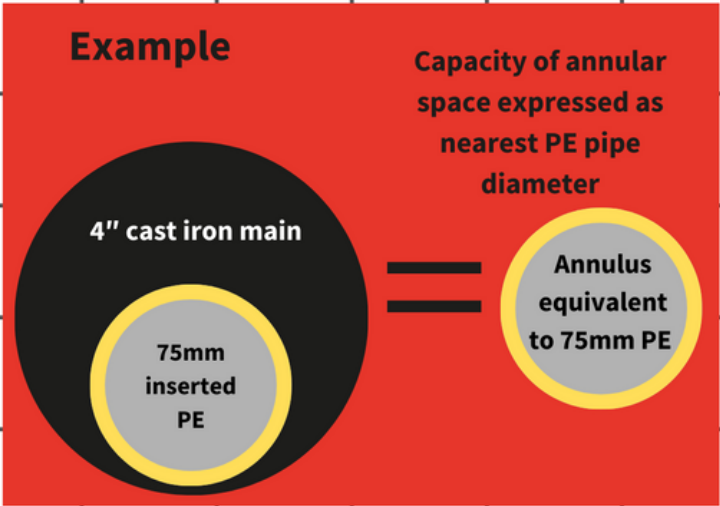 Example
Capacity of annular
space expressed as
nearest PE pipe
diameter
4" cast iron main
75mm
inserted
PE
Annulus
equivalent
to 75mm PE